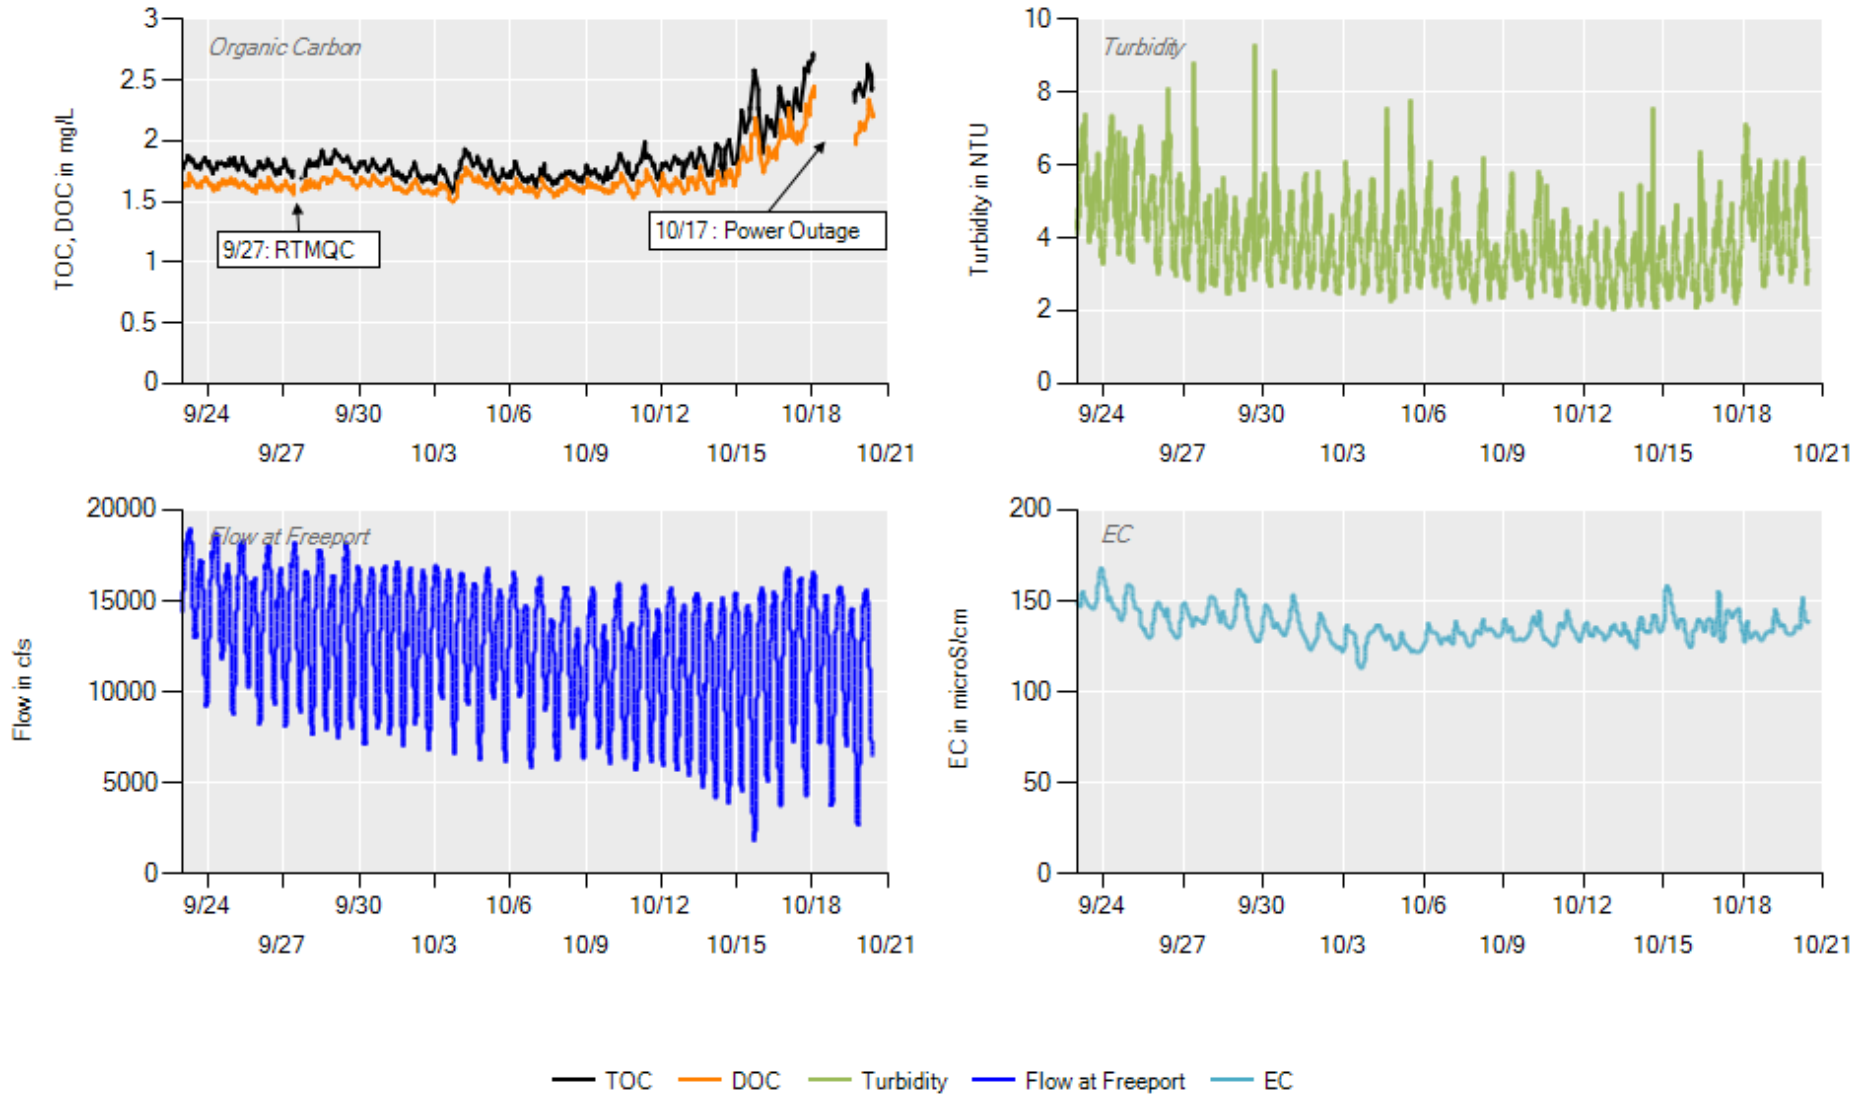 Organic Carbon
TOC, DOC in mg/L
3
2.5
2
1.5
1
0.5
0
9/27: RTMQC
10/17 : Power Outage
9/24 9/30 10/6 10/12 10/18
9/27 10/3 10/9 10/15 10/21
Turbidity
Turbidity in NTU
10
8
6
4
2
0
9/24 9/30 10/6 10/12 10/18
9/27 10/3 10/9 10/15 10/21
Flow at Freeport
Flow in cfs
20000
15000
10000
5000
0
9/24 9/30 10/6 10/12 10/18
9/27 10/3 10/9 10/15 10/21
EC
EC in microS/cm
200
150
100
50
0
9/24 9/30 10/6 10/12 10/18
9/27 10/3 10/9 10/15 10/21
TOC DOC Turbidity Flow at Freeport EC